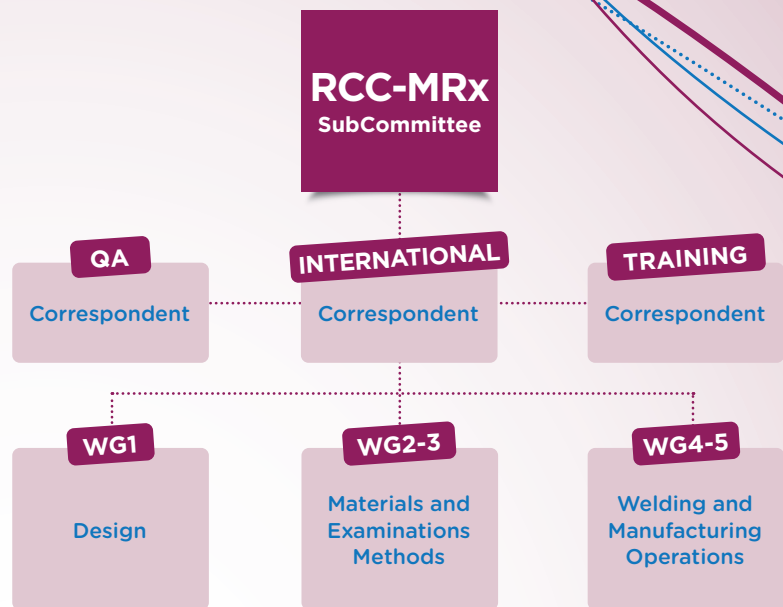 RCC-MRx
SubCommittee
QA
Correspondent
INTERNATIONAL
Correspondent
TRAINING
Correspondent
WG1
Design
WG2-3
Materials and
Examinations
Methods
WG4-5
Welding and
Manufacturing
Operations